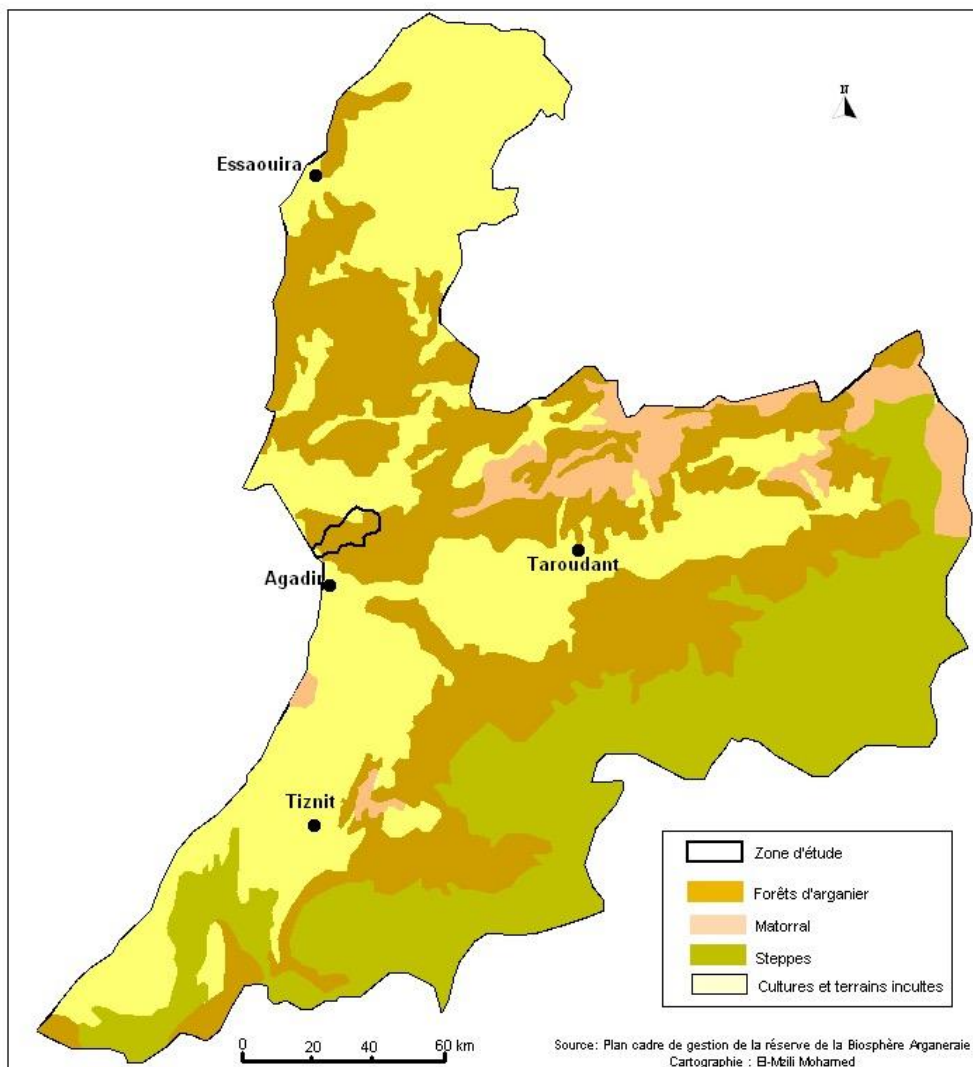 N
Essaouira
Taroudant
Agadir
Tiznit
Zone d'étude
Forêts d'arganier
Matorral
Steppes
Cultures et terrains incultes
0 20 40 60 km
Source: Plan cadre de gestion de la réserve de la Biosphère Arganeraie
Cartographie : El-Mzili Mohamed